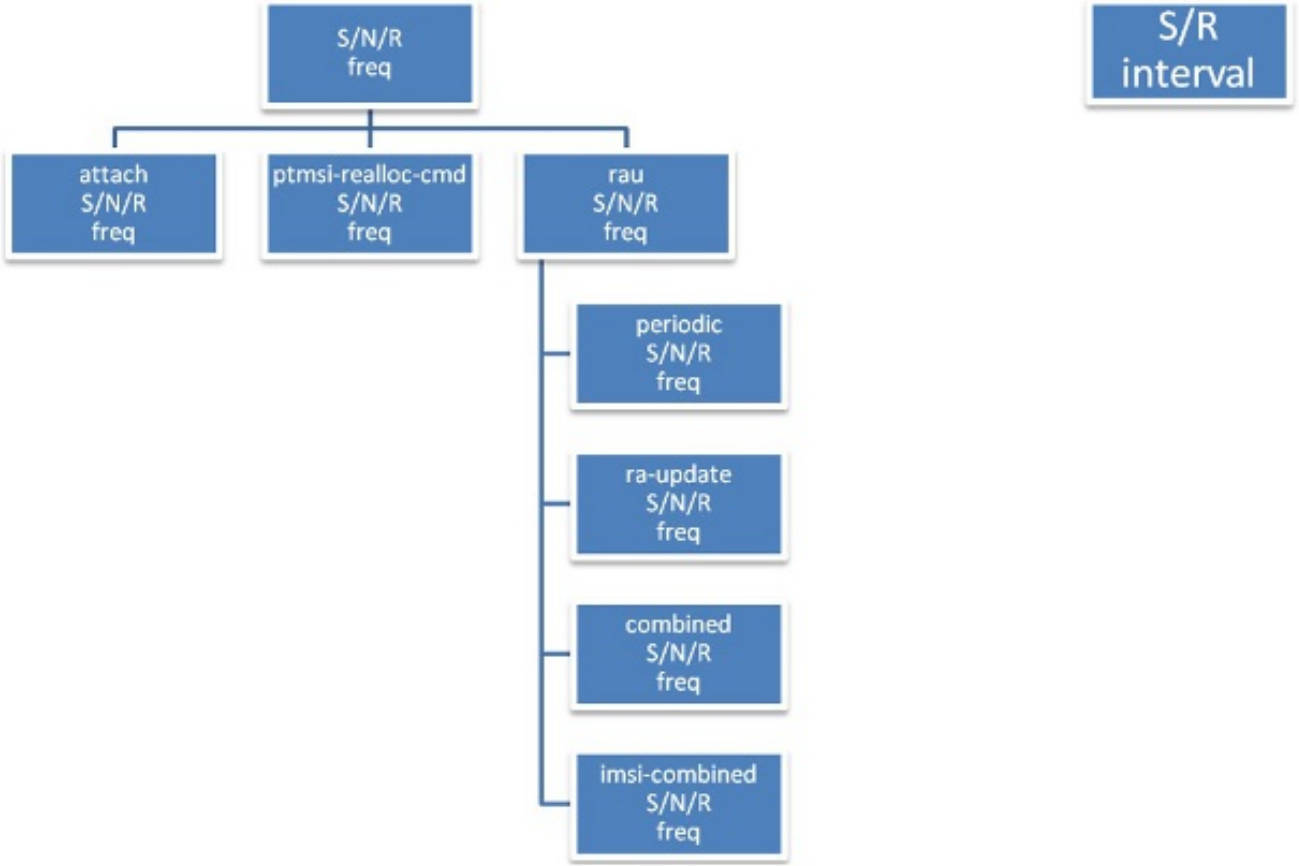 S/N/R
freq
S/R
interval
attach
S/N/R
freq
ptmsi-realloc-cmd
S/N/R
freq
rau
S/N/R
freq
periodic
S/N/R
freq
ra-update
S/N/R
freq
combined
S/N/R
freq
imsi-combined
S/N/R
freq